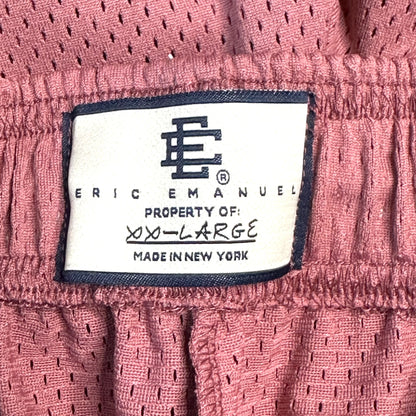 EE®
ERIC EMANUEL
PROPERTY OF:
XX-LARGE
MADE IN NEW YORK